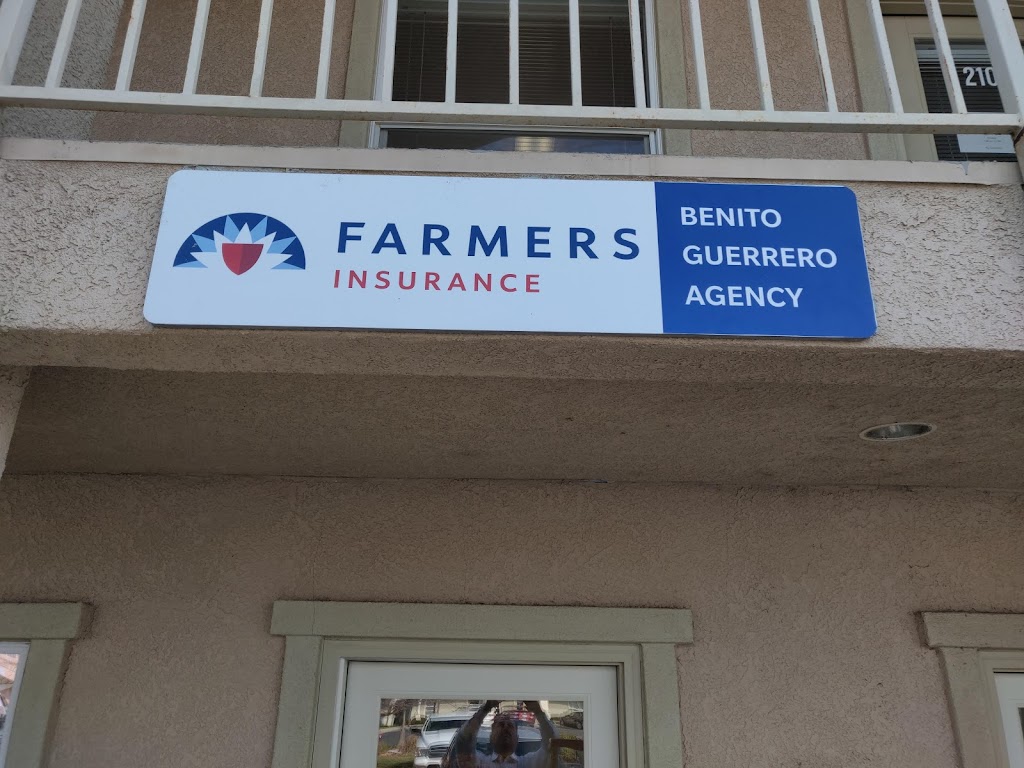 210
FARMERS
INSURANCE
BENITO
GUERRERO
AGENCY